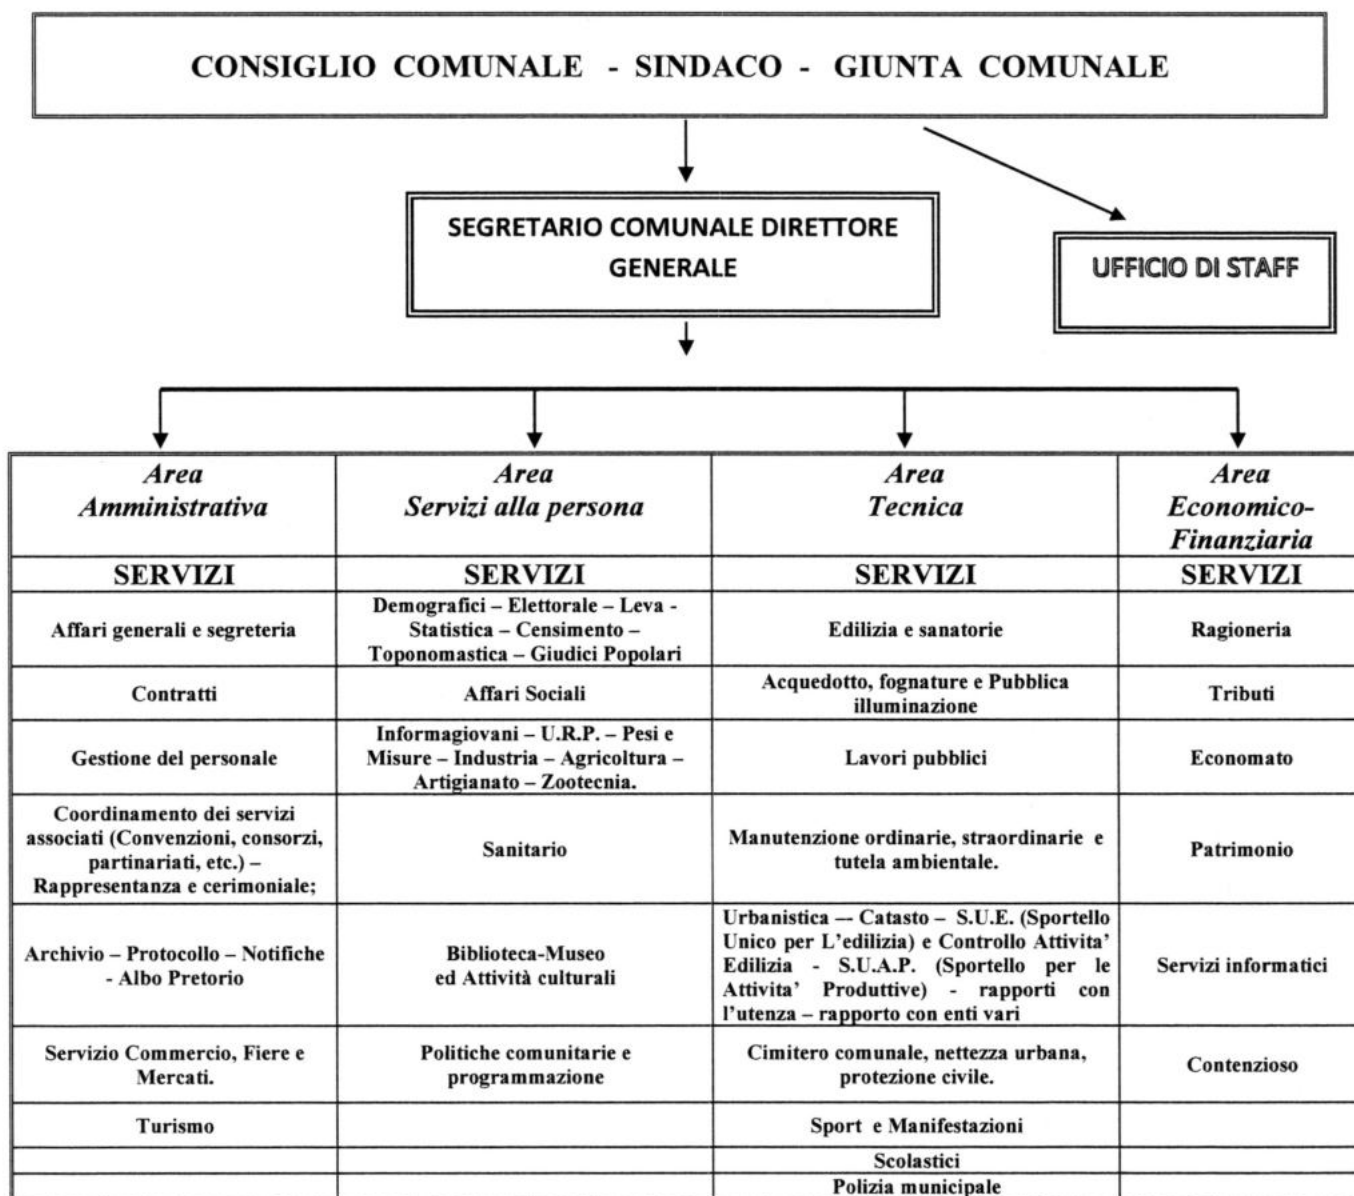 CONSIGLIO COMUNALE - SINDACO - GIUNTA COMUNALE
SEGRETARIO COMUNALE DIRETTORE
GENERALE
UFFICIO DI STAFF
Area
Amministrativa
Area
Servizi alla persona
Area
Tecnica
Area
Economico-
Finanziaria
SERVIZI
SERVIZI
SERVIZI
SERVIZI
Affari generali e segreteria
Demografici – Elettorale – Leva -
Statistica – Censimento –
Toponomastica – Giudici Popolari
Edilizia e sanatorie
Ragioneria
Contratti
Affari Sociali
Acquedotto, fognature e Pubblica
illuminazione
Tributi
Gestione del personale
Informagiovani – U.R.P. – Pesi e
Misure – Industria – Agricoltura –
Artigianato – Zootecnia.
Lavori pubblici
Economato
Coordinamento dei servizi
associati (Convenzioni, consorzi,
partinariati, etc.) –
Rappresentanza e cerimoniale;
Sanitario
Manutenzione ordinarie, straordinarie e
tutela ambientale.
Patrimonio
Archivio – Protocollo – Notifiche
- Albo Pretorio
Biblioteca-Museo
ed Attività culturali
Urbanistica –- Catasto – S.U.E. (Sportello
Unico per L'edilizia) e Controllo Attivita'
Edilizia - S.U.A.P. (Sportello per le
Attivita' Produttive) - rapporti con
l'utenza – rapporto con enti vari
Servizi informatici
Servizio Commercio, Fiere e
Mercati.
Politiche comunitarie e
programmazione
Cimitero comunale, nettezza urbana,
protezione civile.
Contenzioso
Turismo
Sport e Manifestazioni
Scolastici
Polizia municipale